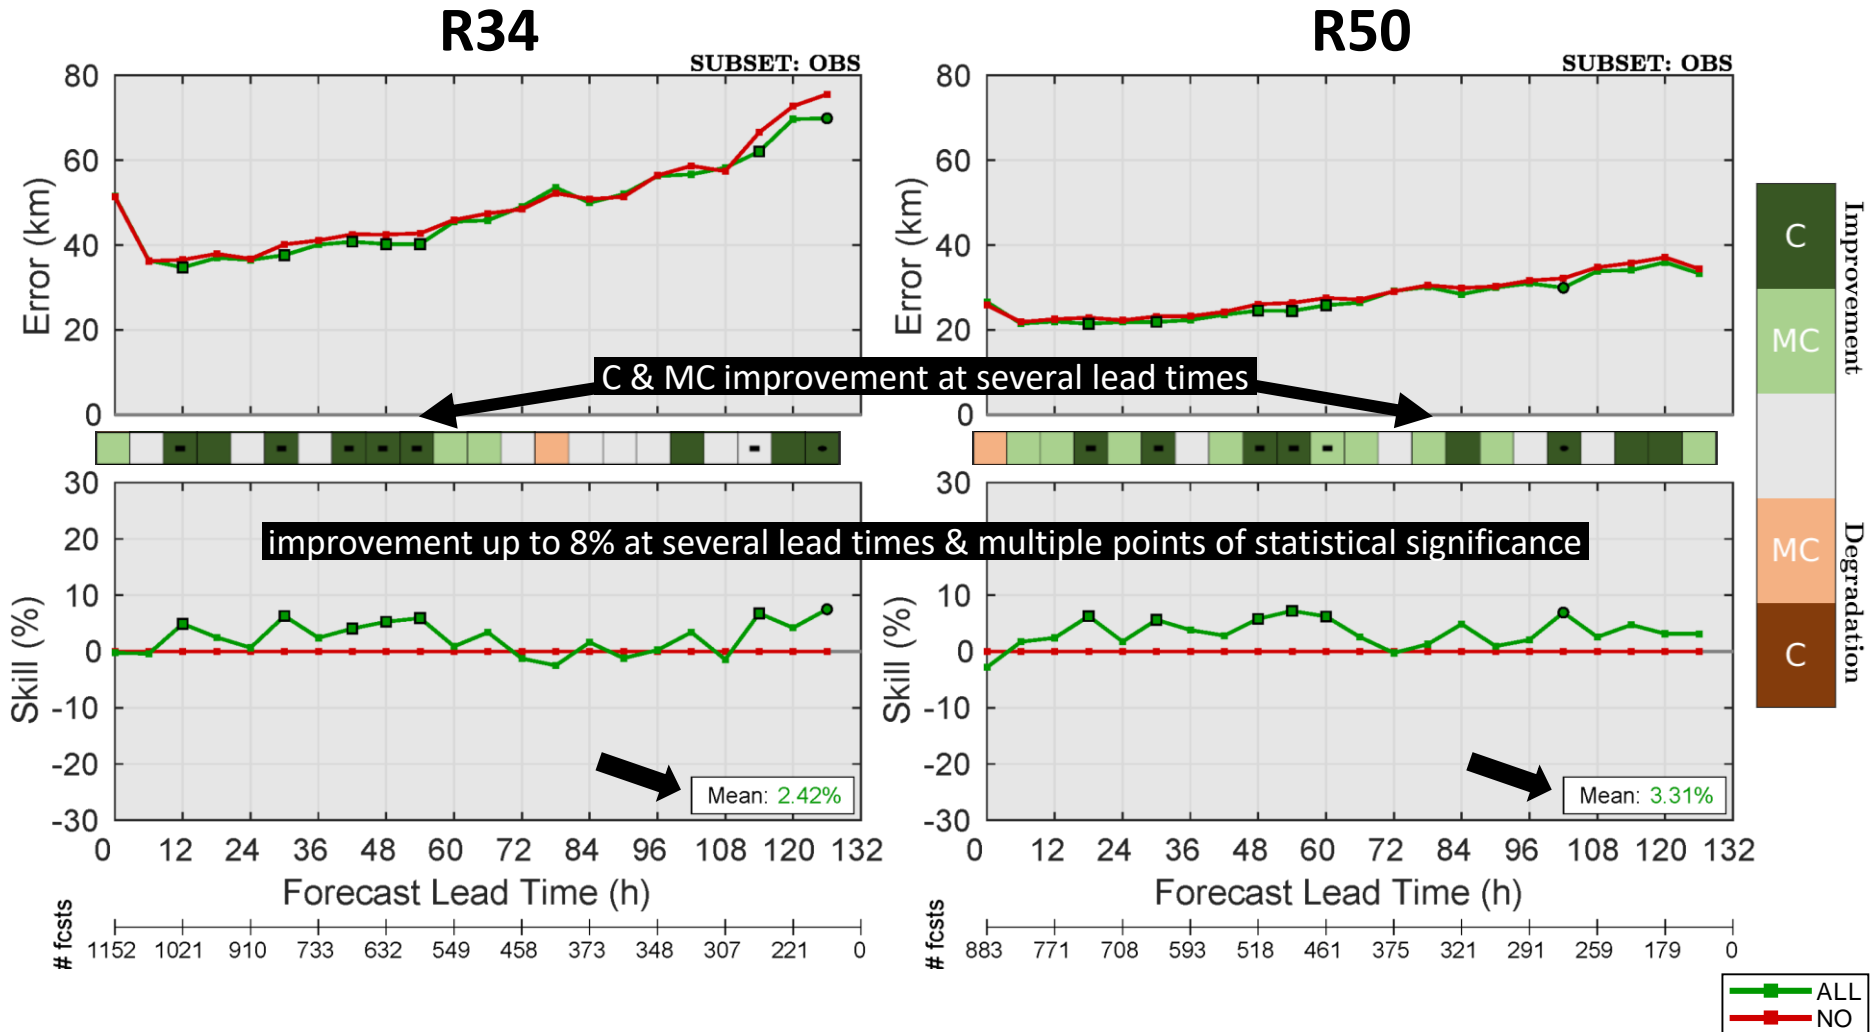 R34
R50
SUBSET: OBS
SUBSET: OBS
80
60
40
20
0
Error (km)
80
60
40
20
0
Error (km)
C & MC improvement at several lead times
30
20
10
0
-10
-20
-30
Skill (%)
30
20
10
0
-10
-20
-30
Skill (%)
improvement up to 8% at several lead times & multiple points of statistical significance
Mean: 2.42%
Mean: 3.31%
0 12 24 36 48 60 72 84 96 108 120 132
0 12 24 36 48 60 72 84 96 108 120 132
Forecast Lead Time (h)
Forecast Lead Time (h)
# fcsts
1152 1021 910 733 632 549 458 373 348 307 221 0
# fcsts
883 771 708 593 518 461 375 321 291 259 179 0
C
MC
MC
C
Improvement
Degradation
ALL
NO